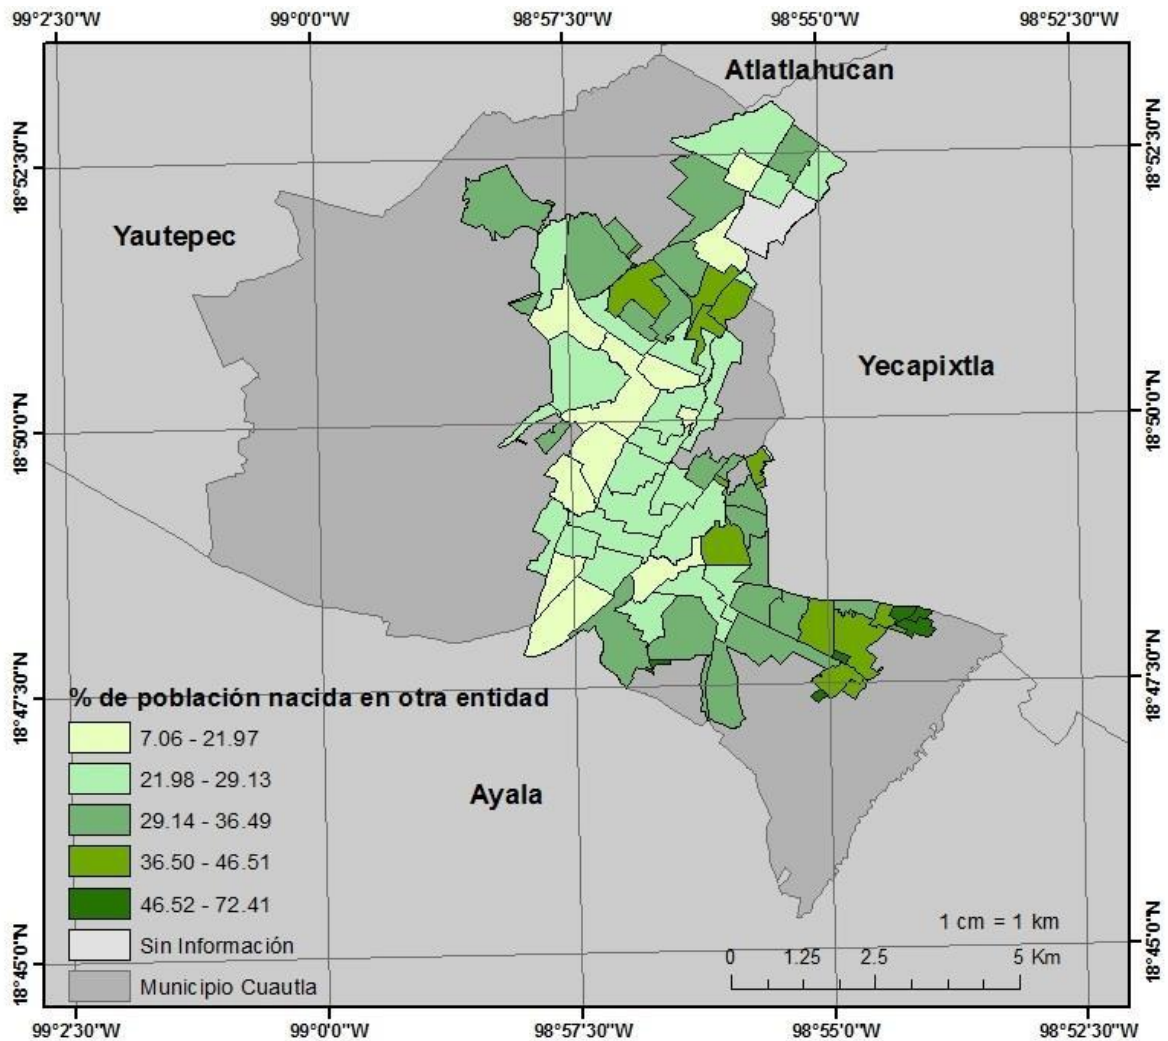 99°2'30"W 99°0'0"W 98°57'30"W 98°55'0"W 98°52'30"W
Atlatlahucan
18°52'30"N 18°52'30"N
Yautepec
Yecapixtla
18°50'0"N 18°50'0"N
18°47'30"N 18°47'30"N
% de población nacida en otra entidad
7.06 - 21.97
21.98 - 29.13
29.14 - 36.49
36.50 - 46.51
46.52 - 72.41
Sin Información
Municipio Cuautla
Ayala
1 cm = 1 km
0 1.25 2.5 5 Km
18°45'0"N 18°45'0"N
99°2'30"W 99°0'0"W 98°57'30"W 98°55'0"W 98°52'30"W